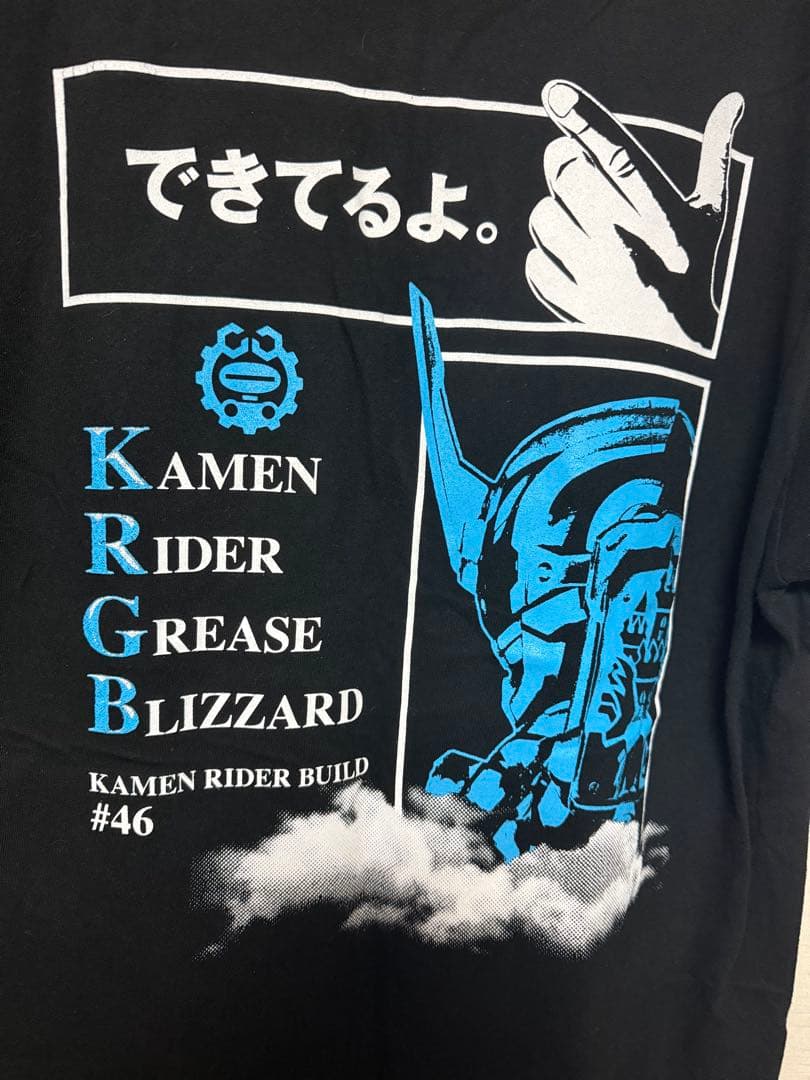 できてるよ。
KAMEN
RIDER
GREASE
BLIZZARD
KAMEN RIDER BUILD
#46